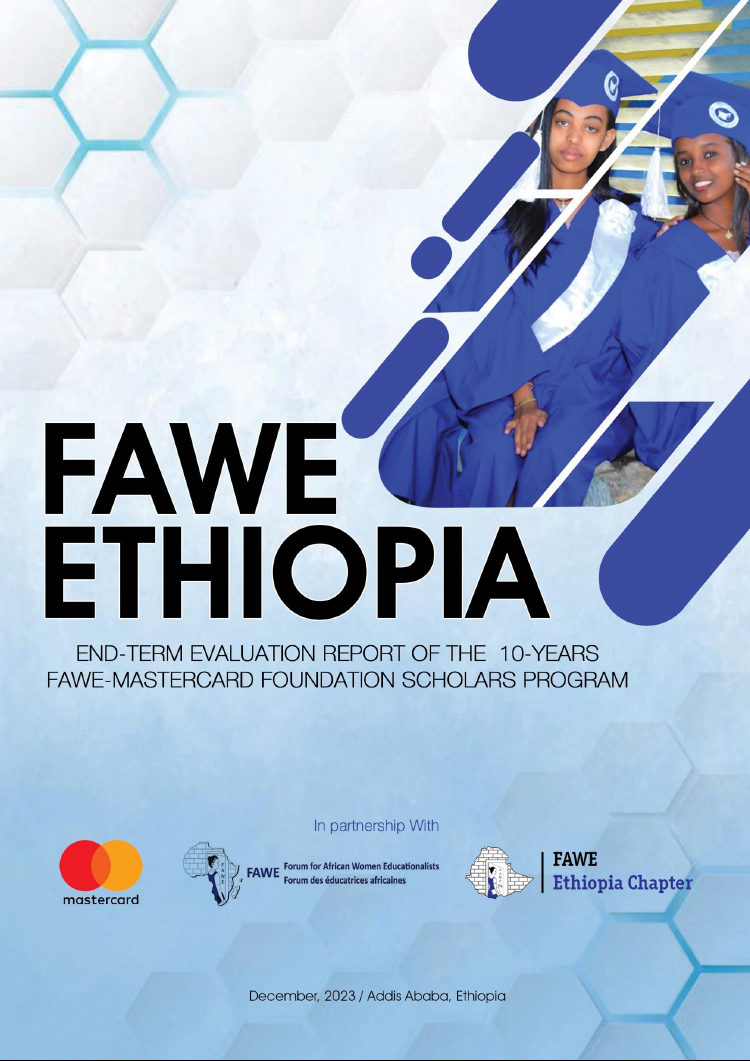 FAWE
ETHIOPIA
END-TERM EVALUATION REPORT OF THE 10-YEARS
FAWE-MASTERCARD FOUNDATION SCHOLARS PROGRAM
In partnership With
mastercard
FAWE
Forum for African Women Educationalists
Forum des éducatrices africaines
FAWE
Ethiopia Chapter
December, 2023 / Addis Ababa, Ethiopia